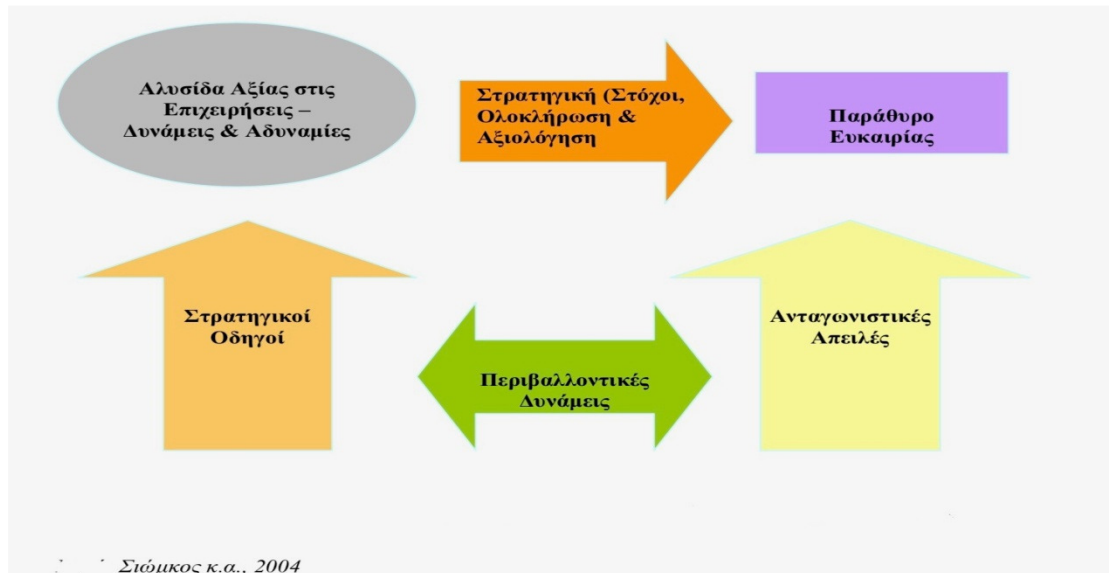 Αλυσίδα Αξίας στις
Επιχειρήσεις –
Δυνάμεις & Αδυναμίες
Στρατηγική (Στόχοι,
Ολοκλήρωση &
Αξιολόγηση
Παράθυρο
Ευκαιρίας
Στρατηγικοί
Οδηγοί
Περιβαλλοντικές
Δυνάμεις
Ανταγωνιστικές
Απειλές
Σιώμκος κ.α., 2004